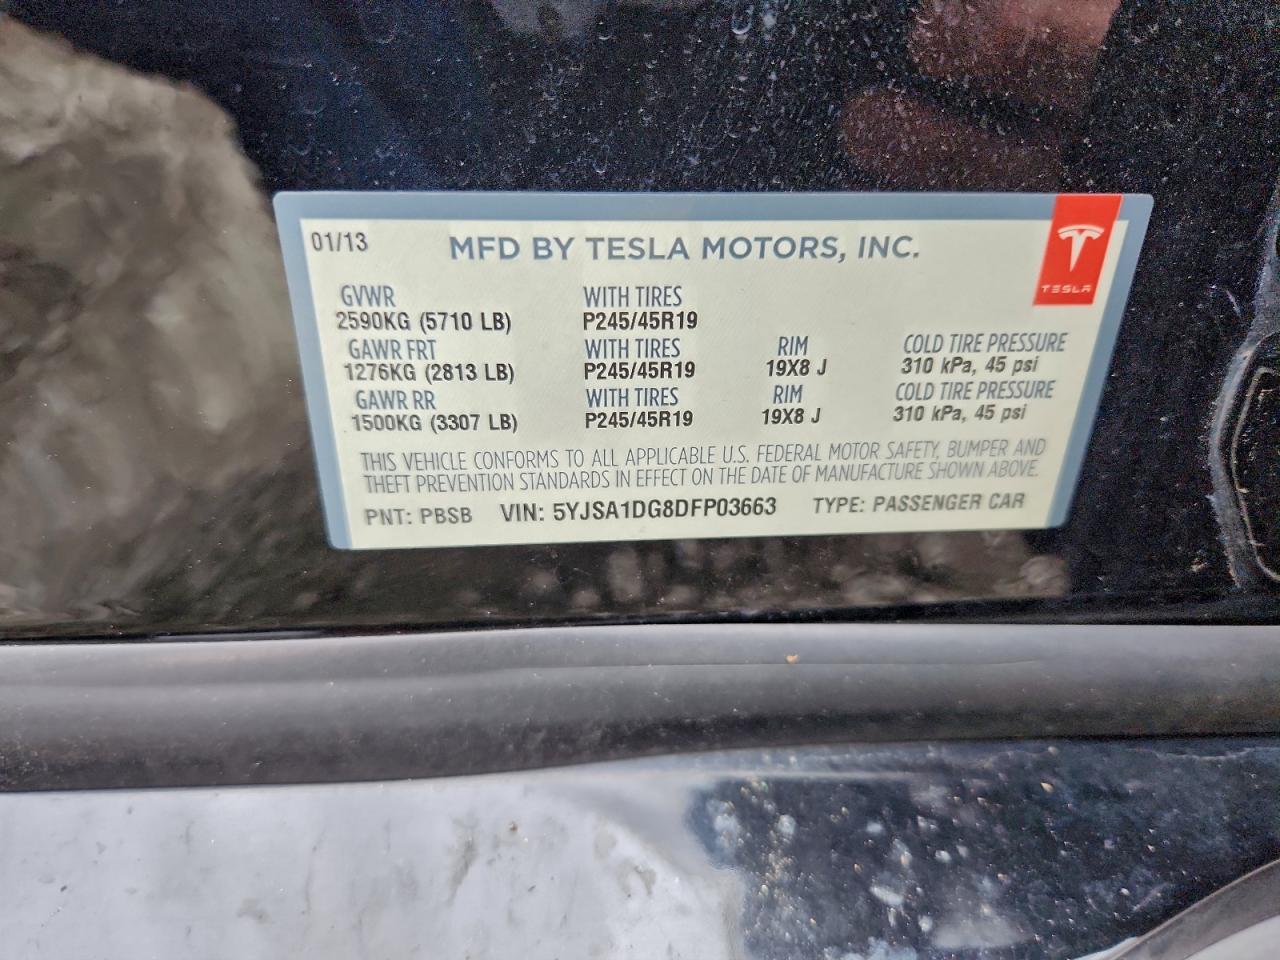 01/13 MFD BY TESLA MOTORS, INC.
TESLA
GVWR WITH TIRES
2590KG (5710 LB) P245/45R19
GAWR FRT WITH TIRES RIM COLD TIRE PRESSURE
1276KG (2813 LB) P245/45R19 19X8 J 310 kPa, 45 psi
GAWR RR WITH TIRES RIM COLD TIRE PRESSURE
1500KG (3307 LB) P245/45R19 19X8 J 310 kPa, 45 psi
THIS VEHICLE CONFORMS TO ALL APPLICABLE U.S. FEDERAL MOTOR SAFETY, BUMPER AND
THEFT PREVENTION STANDARDS IN EFFECT ON THE DATE OF MANUFACTURE SHOWN ABOVE.
PNT: PBSB VIN: 5YJSA1DG8DFP03663 TYPE: PASSENGER CAR